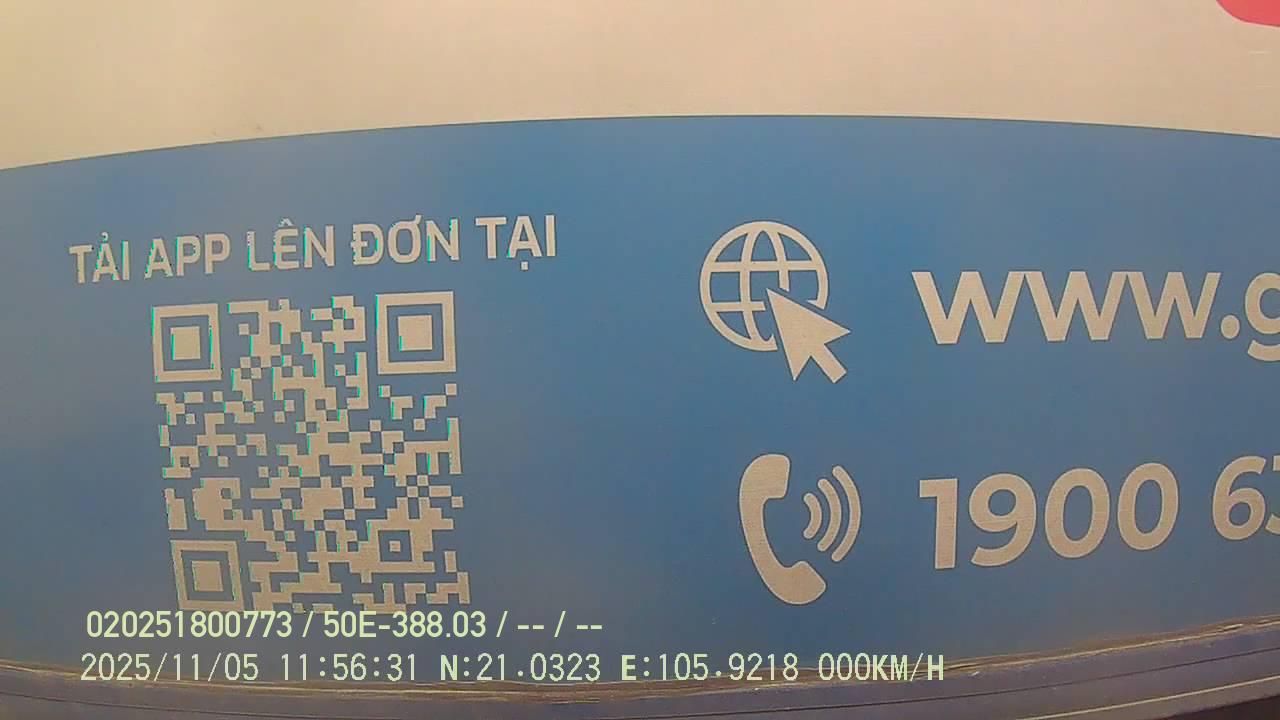 TẢI APP LÊN ĐƠN TẠI
www.g
1900 63
020251800773 / 50E-388.03 / -- / --
2025/11/05 11:56:31 N:21.0323 E:105.9218 000KM/H